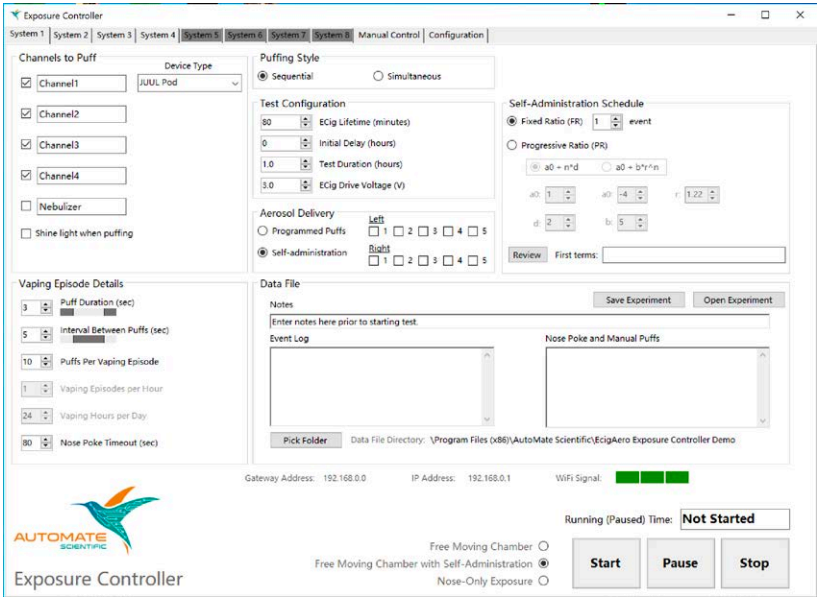 Exposure Controller
System 1 System 2 System 3 System 4 System 5 System 6 System 7 System 8 Manual Control Configuration
Channels to Puff
Device Type
Channel1 JUUL Pod
Channel2
Channel3
Channel4
Nebulizer
Shine light when puffing
Puffing Style
Sequential Simultaneous
Test Configuration
80 ECig Lifetime (minutes)
0 Initial Delay (hours)
1.0 Test Duration (hours)
3.0 ECig Drive Voltage (V)
Aerosol Delivery
Programmed Puffs
Self-administration
Left
1 2 3 4 5
Right
1 2 3 4 5
Self-Administration Schedule
Fixed Ratio (FR) 1 event
Progressive Ratio (PR)
a0 + n*d a0 + b*r^n
a0: 1 a0: -4 r: 1.22
d: 2 b: 5
Review First terms:
Vaping Episode Details
3 Puff Duration (sec)
5 Interval Between Puffs (sec)
10 Puffs Per Vaping Episode
1 Vaping Episodes per Hour
24 Vaping Hours per Day
80 Nose Poke Timeout (sec)
Data File
Save Experiment Open Experiment
Notes
Enter notes here prior to starting test.
Event Log Nose Poke and Manual Puffs
Pick Folder Data File Directory: \Program Files (x86)\AutoMate Scientific\EcigAero Exposure Controller Demo
Gateway Address: 192.168.0.0 IP Address: 192.168.0.1 WiFi Signal:
AUTOMATE
SCIENTIFIC
Exposure Controller
Running (Paused) Time: Not Started
Free Moving Chamber
Free Moving Chamber with Self-Administration
Nose-Only Exposure
Start Pause Stop